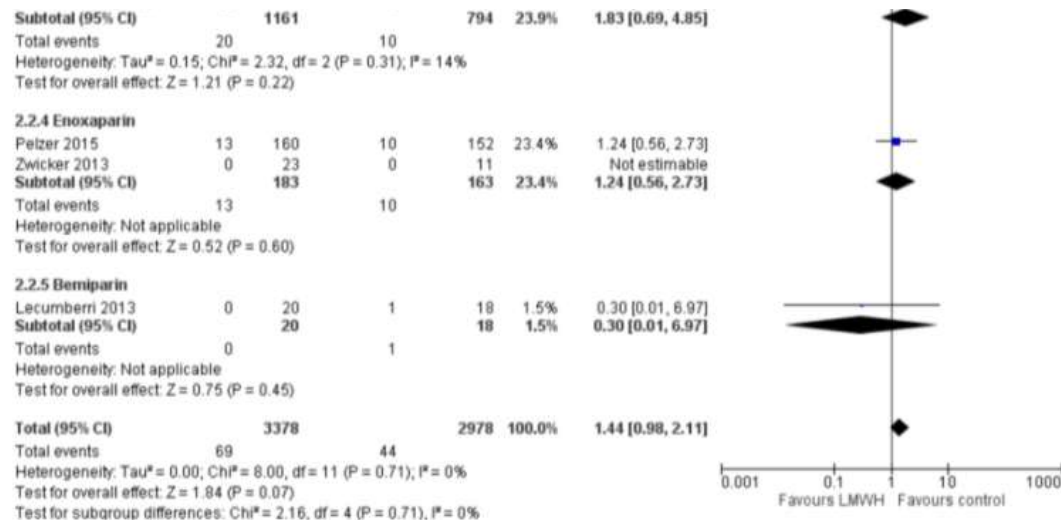 Subtotal (95% CI) 1161 794 23.9% 1.83 [0.69, 4.85]
Total events 20 10
Heterogeneity: Tau² = 0.15; Chi² = 2.32, df = 2 (P = 0.31); I² = 14%
Test for overall effect: Z = 1.21 (P = 0.22)
2.2.4 Enoxaparin
Pelzer 2015 13 160 10 152 23.4% 1.24 [0.56, 2.73]
Zwicker 2013 0 23 0 11 Not estimable
Subtotal (95% CI) 183 163 23.4% 1.24 [0.56, 2.73]
Total events 13 10
Heterogeneity: Not applicable
Test for overall effect: Z = 0.52 (P = 0.60)
2.2.5 Bemiparin
Lecumberri 2013 0 20 1 18 1.5% 0.30 [0.01, 6.97]
Subtotal (95% CI) 20 18 1.5% 0.30 [0.01, 6.97]
Total events 0 1
Heterogeneity: Not applicable
Test for overall effect: Z = 0.75 (P = 0.45)
Total (95% CI) 3378 2978 100.0% 1.44 [0.98, 2.11]
Total events 69 44
Heterogeneity: Tau² = 0.00; Chi² = 8.00, df = 11 (P = 0.71); I² = 0%
Test for overall effect: Z = 1.84 (P = 0.07)
Test for subgroup differences: Chi² = 2.16, df = 4 (P = 0.71), I² = 0%
0.001 0.1 1 10 1000
Favours LMWH Favours control